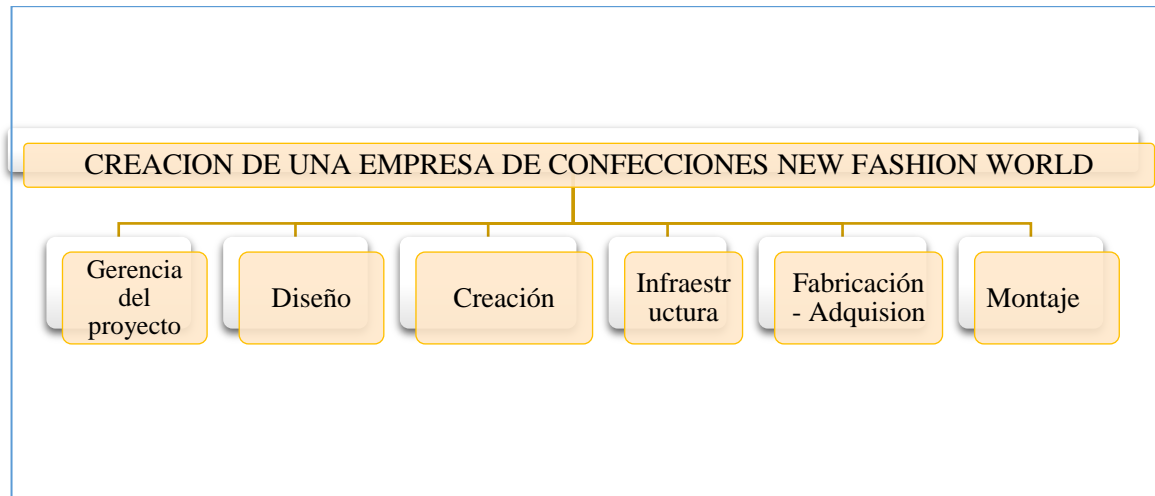 CREACION DE UNA EMPRESA DE CONFECCIONES NEW FASHION WORLD
Gerencia
del
proyecto
Diseño
Creación
Infraestr
uctura
Fabricación
- Adquision
Montaje